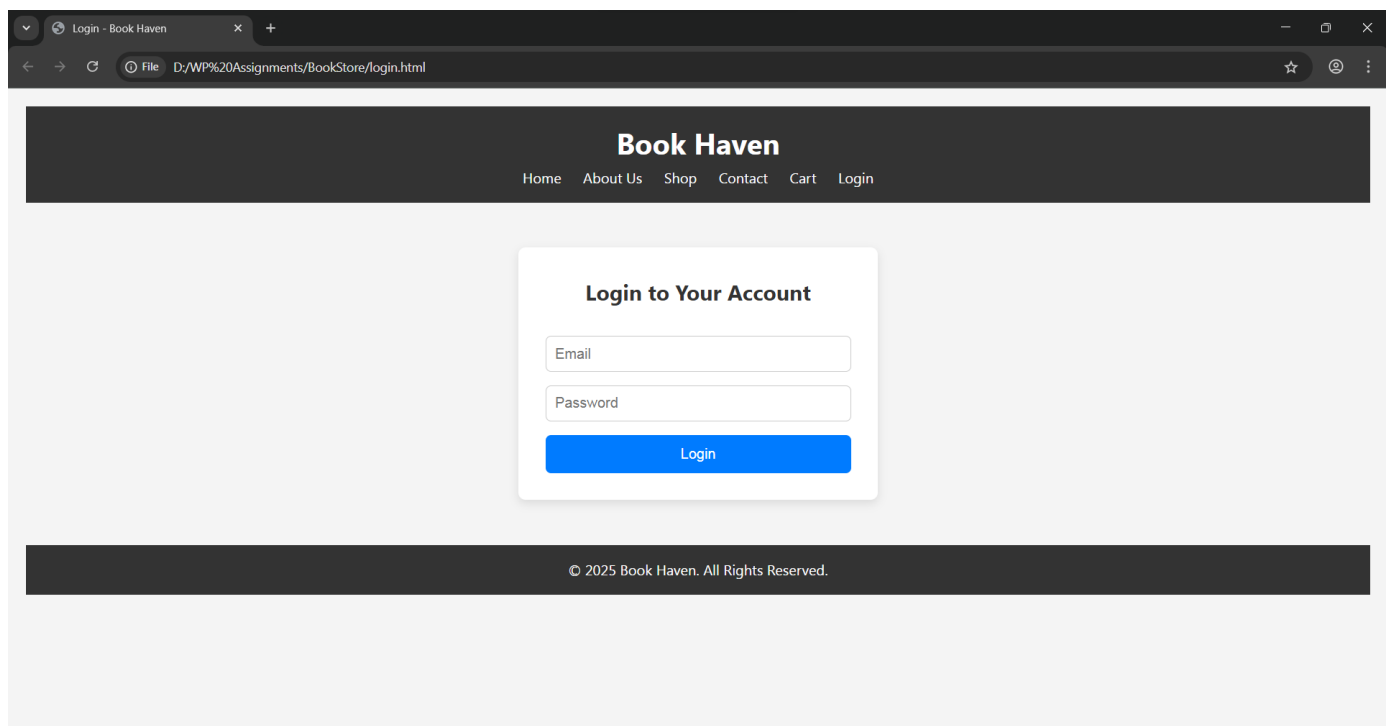 Login - Book Haven
File D:/WP%20Assignments/BookStore/login.html
Book Haven
Home About Us Shop Contact Cart Login
Login to Your Account
Email
Password
Login
© 2025 Book Haven. All Rights Reserved.